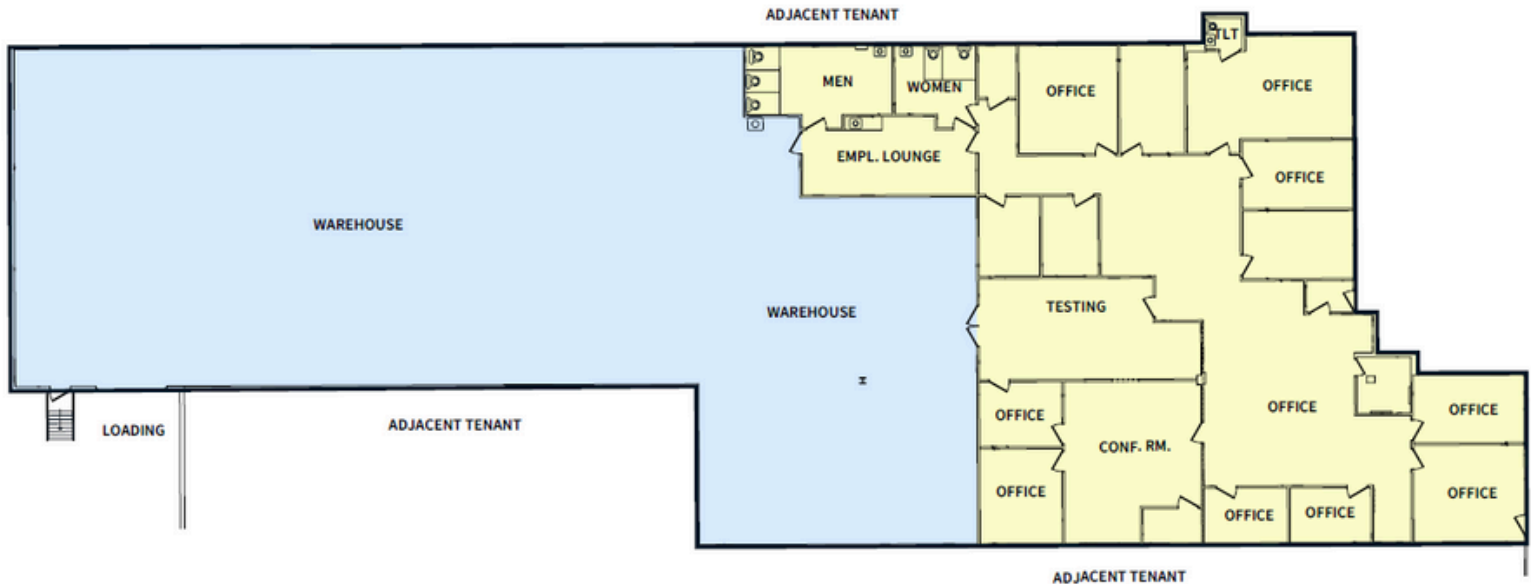 ADJACENT TENANT
TLT
MEN
WOMEN
OFFICE
OFFICE
EMPL. LOUNGE
OFFICE
WAREHOUSE
WAREHOUSE
TESTING
OFFICE
OFFICE
OFFICE
LOADING
ADJACENT TENANT
CONF. RM.
OFFICE
OFFICE
OFFICE
OFFICE
ADJACENT TENANT